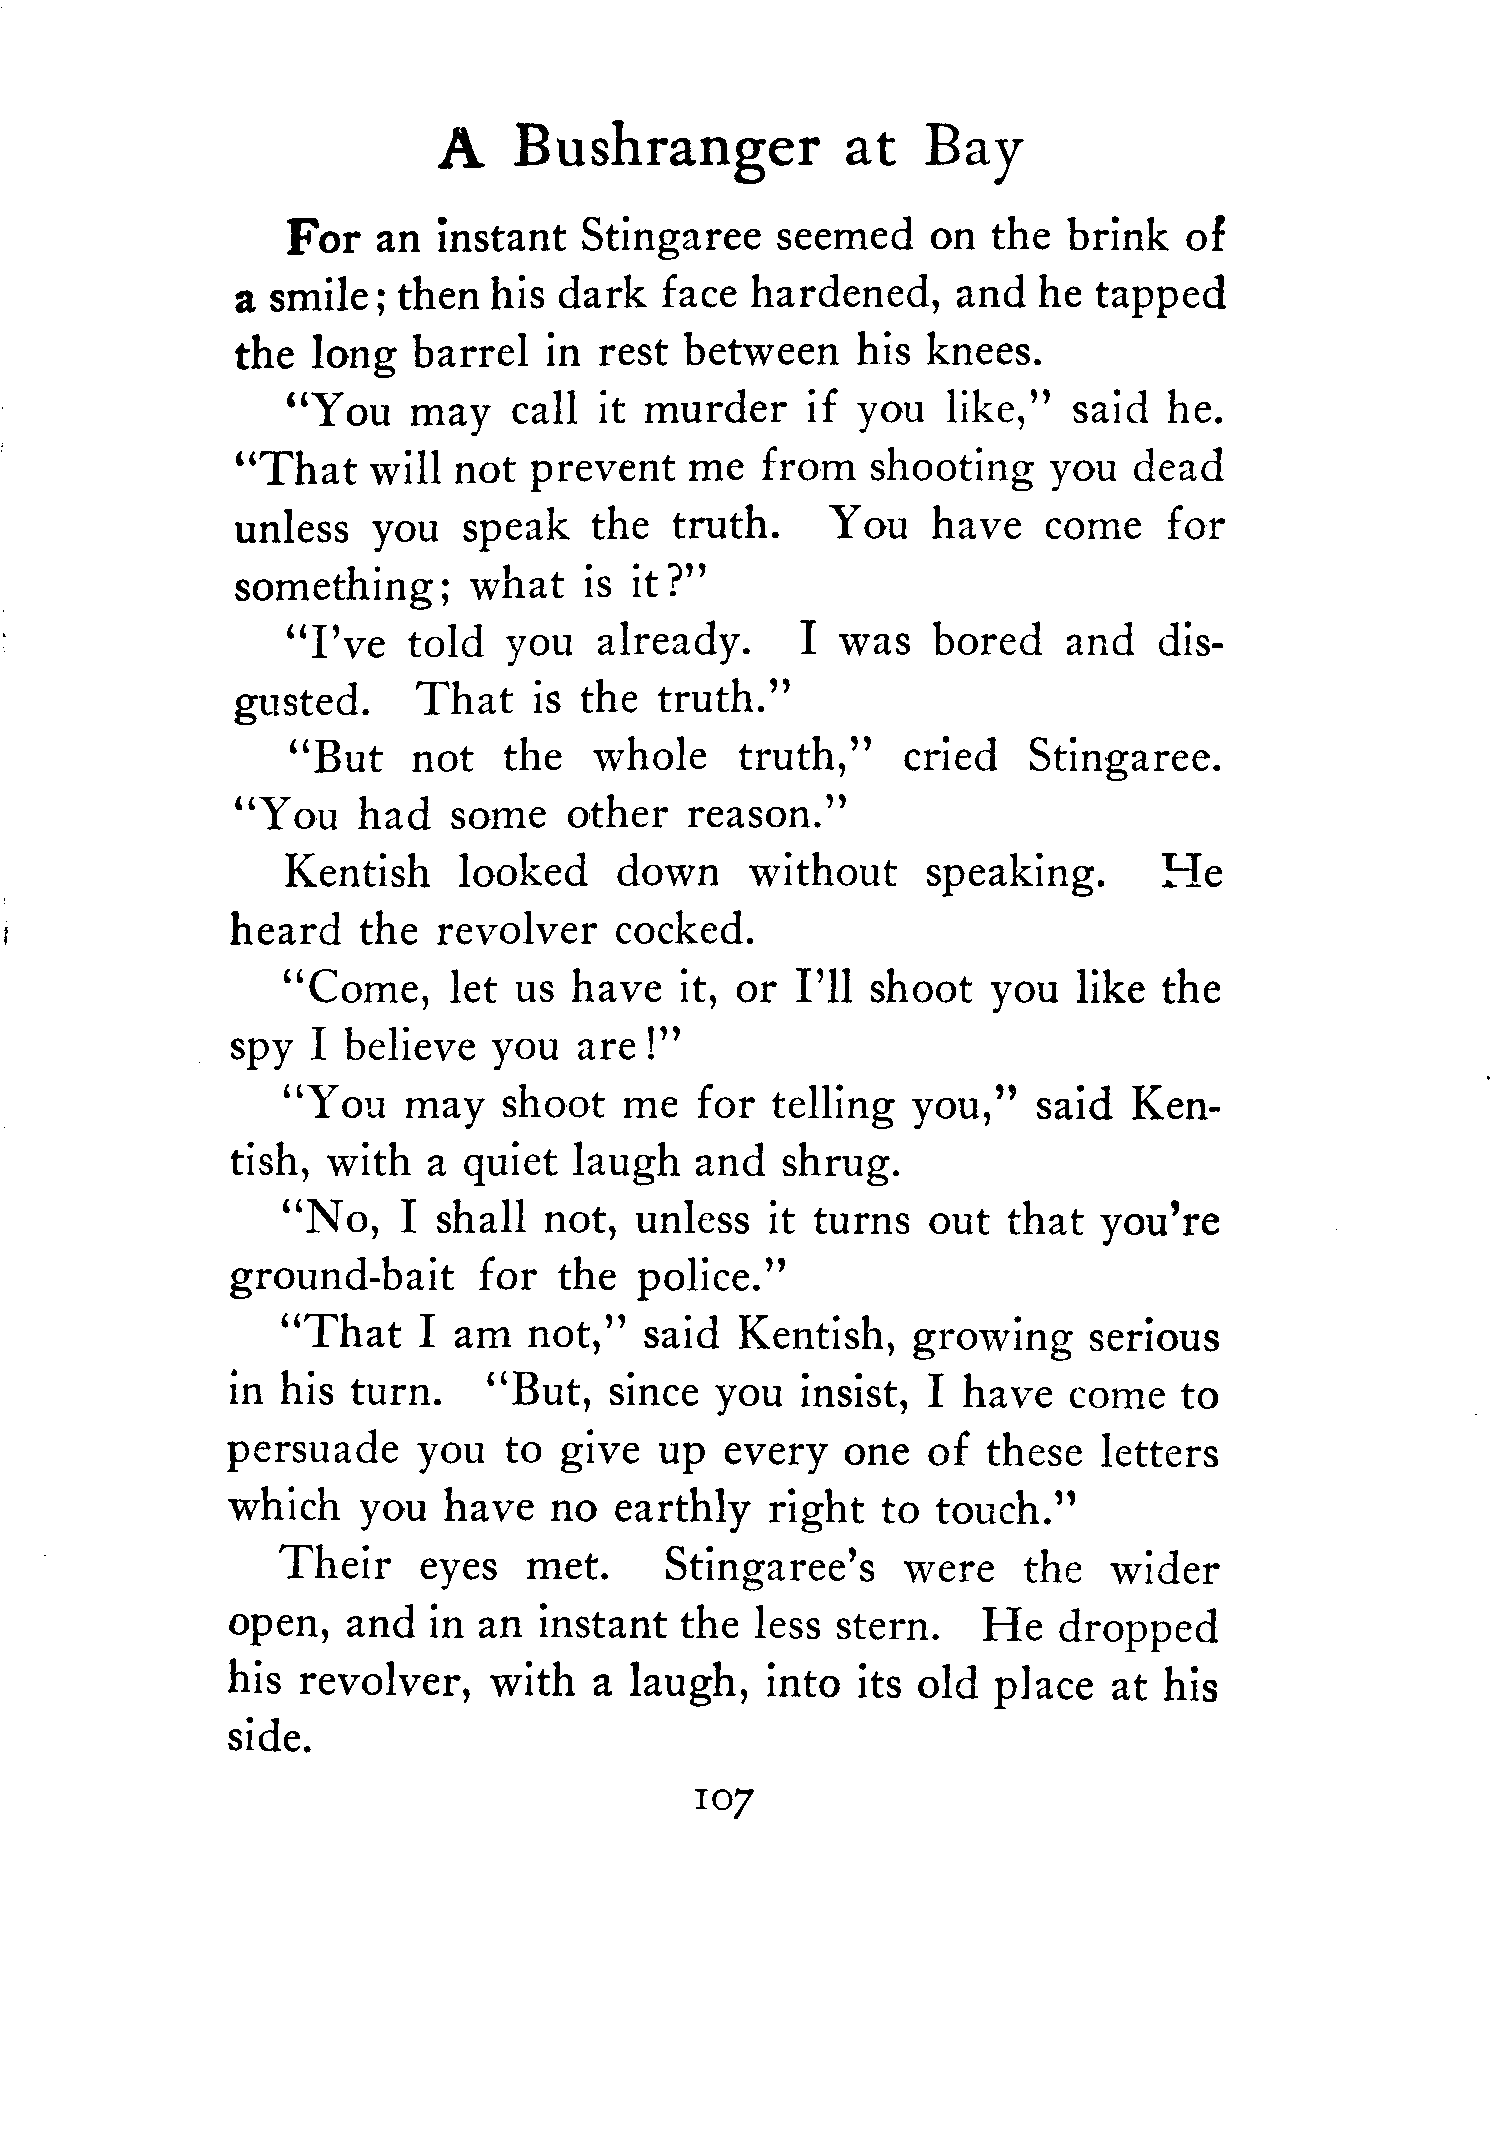 A Bushranger at Bay
For an instant Stingaree seemed on the brink of
a smile; then his dark face hardened, and he tapped
the long barrel in rest between his knees.
"You may call it murder if you like," said he.
"That will not prevent me from shooting you dead
unless you speak the truth. You have come for
something; what is it?"
"I've told you already. I was bored and dis-
gusted. That is the truth."
"But not the whole truth," cried Stingaree.
"You had some other reason."
Kentish looked down without speaking. He
heard the revolver cocked.
"Come, let us have it, or I'll shoot you like the
spy I believe you are!"
"You may shoot me for telling you," said Ken-
tish, with a quiet laugh and shrug.
"No, I shall not, unless it turns out that you're
ground-bait for the police."
"That I am not," said Kentish, growing serious
in his turn. "But, since you insist, I have come to
persuade you to give up every one of these letters
which you have no earthly right to touch."
Their eyes met. Stingaree's were the wider
open, and in an instant the less stern. He dropped
his revolver, with a laugh, into its old place at his
side.
107